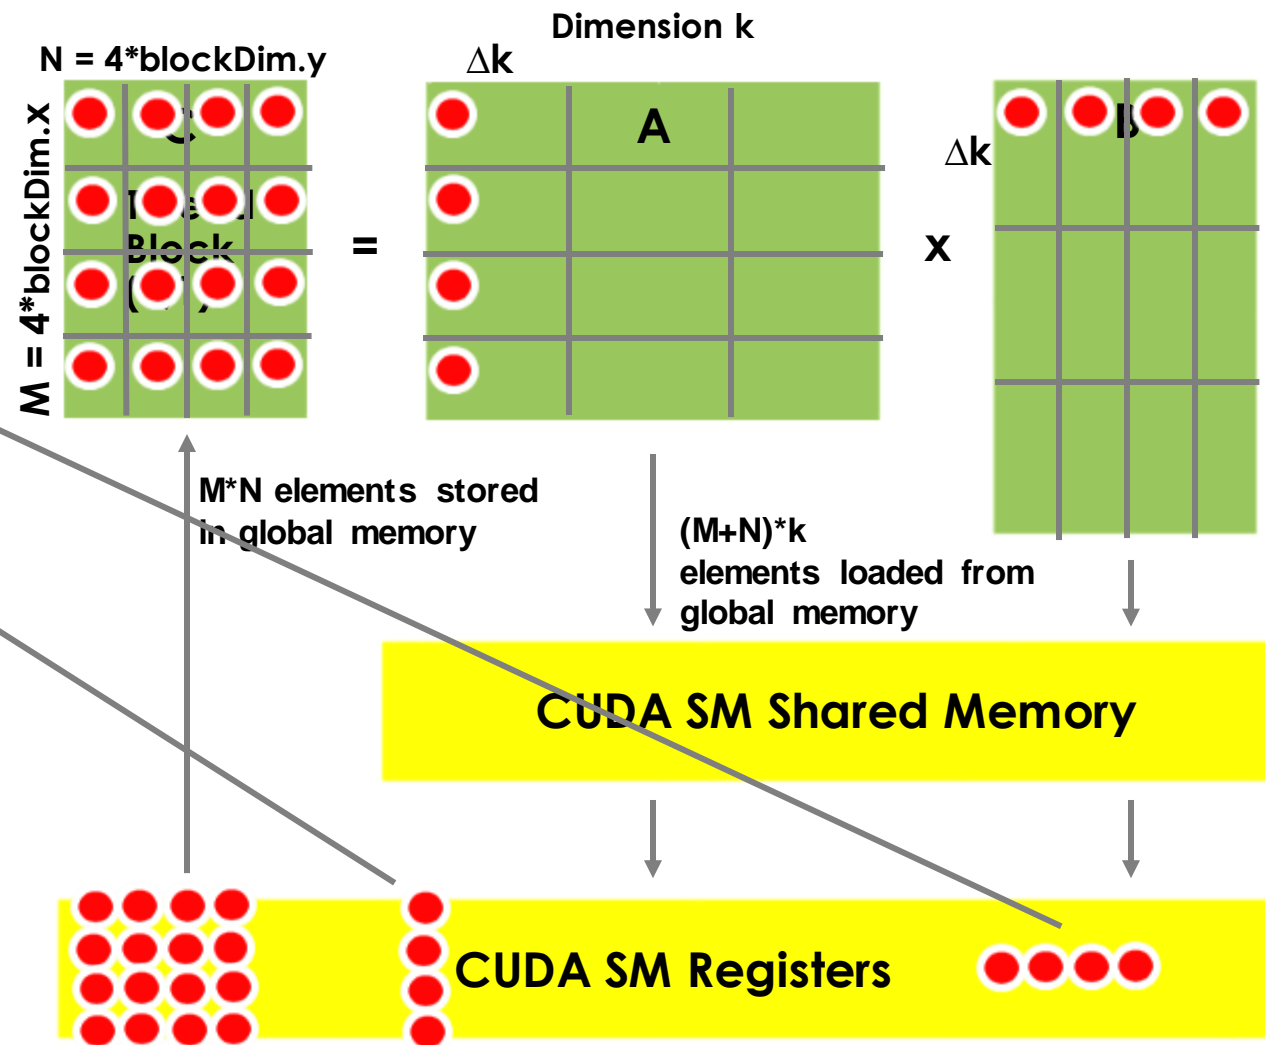 Dimension k
N = 4*blockDim.y
Δk
M = 4*blockDim.x
A
B
Δk
Block
=
x
M*N elements stored
in global memory
(M+N)*k
elements loaded from
global memory
CUDA SM Shared Memory
CUDA SM Registers